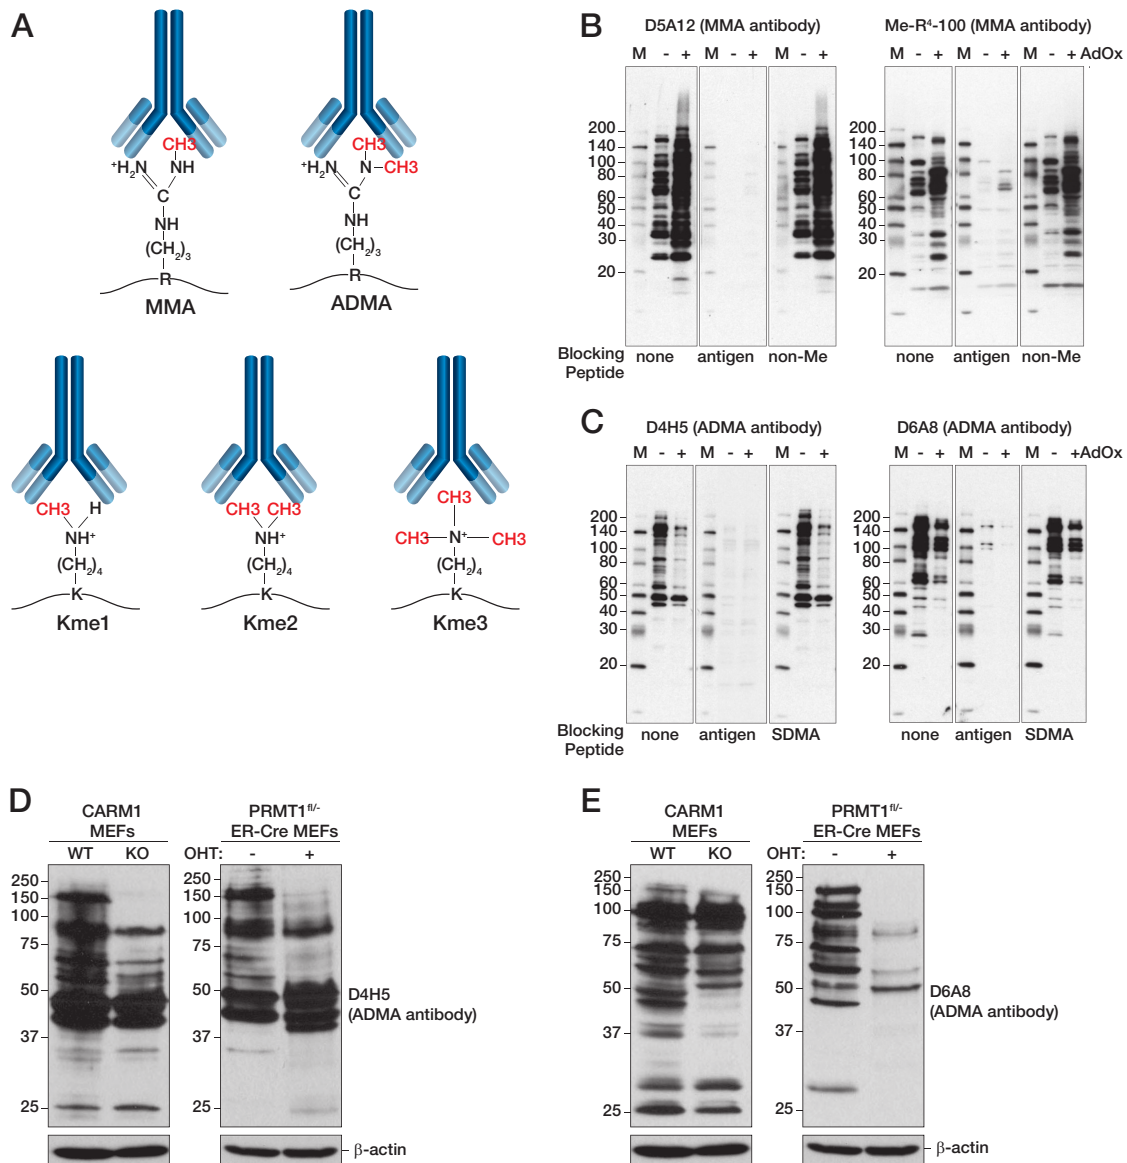 A
CH3
+H2N
NH
C
NH
(CH2)3
R
MMA
CH3
+H2N
N
CH3
C
NH
(CH2)3
R
ADMA
CH3
H
NH+
(CH2)4
K
Kme1
CH3 CH3
NH+
(CH2)4
K
Kme2
CH3
CH3
N+
CH3
(CH2)4
K
Kme3
B
D5A12 (MMA antibody)
M - + - + M - +
200
140
100
80
60
50
40
30
20
Blocking Peptide
none antigen non-Me
Me-R4-100 (MMA antibody)
M - + M - + M - + AdOx
200
140
100
80
60
50
40
30
20
none antigen non-Me
C
D4H5 (ADMA antibody)
M - + M - + M - +
200
140
100
80
60
50
40
30
20
Blocking Peptide
none antigen SDMA
D6A8 (ADMA antibody)
M - + M - + M - +AdOx
200
140
100
80
60
50
40
30
20
none antigen SDMA
D
CARM1
MEFs
WT KO
250
150
100
75
50
37
25
PRMT1fl/-
ER-Cre MEFs
OHT: - +
250
150
100
75
50
37
25
D4H5
(ADMA antibody)
β-actin
E
CARM1
MEFs
WT KO
250
150
100
75
50
37
25
PRMT1fl/-
ER-Cre MEFs
OHT: - +
250
150
100
75
50
37
25
D6A8
(ADMA antibody)
β-actin